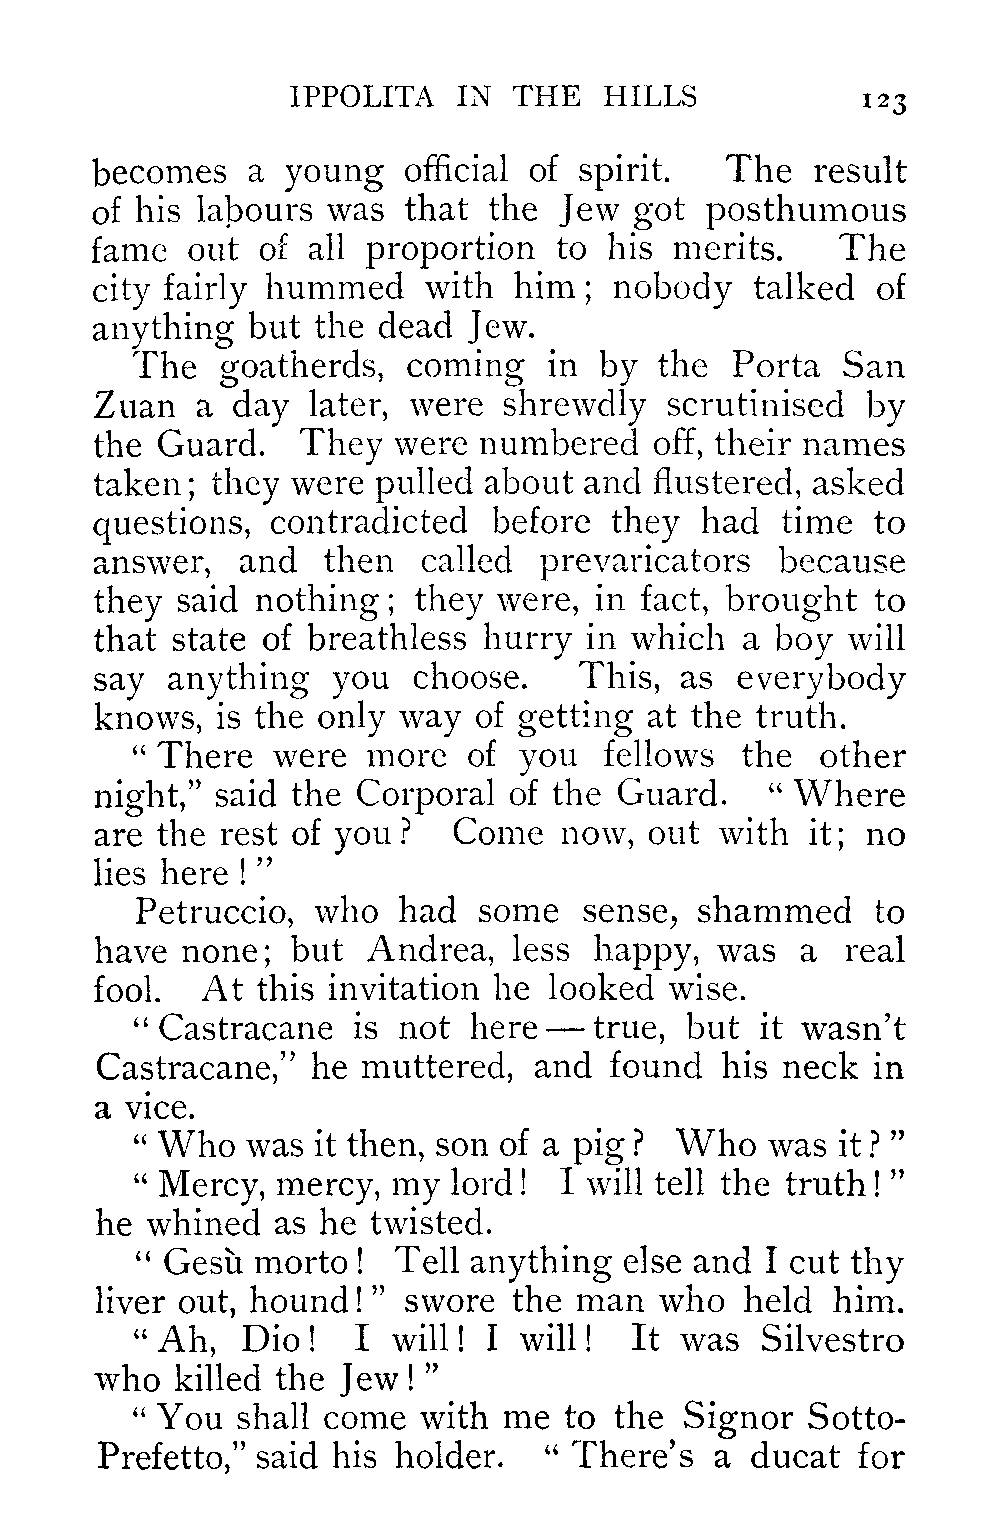 IPPOLITA IN THE HILLS 123
becomes a young official of spirit. The result
of his labours was that the Jew got posthumous
fame out of all proportion to his merits. The
city fairly hummed with him; nobody talked of
anything but the dead Jew.
The goatherds, coming in by the Porta San
Zuan a day later, were shrewdly scrutinised by
the Guard. They were numbered off, their names
taken; they were pulled about and flustered, asked
questions, contradicted before they had time to
answer, and then called prevaricators because
they said nothing; they were, in fact, brought to
that state of breathless hurry in which a boy will
say anything you choose. This, as everybody
knows, is the only way of getting at the truth.
“There were more of you fellows the other
night,” said the Corporal of the Guard. “Where
are the rest of you? Come now, out with it; no
lies here!”
Petruccio, who had some sense, shammed to
have none; but Andrea, less happy, was a real
fool. At this invitation he looked wise.
“Castracane is not here—true, but it wasn’t
Castracane,” he muttered, and found his neck in
a vice.
“Who was it then, son of a pig? Who was it?”
“Mercy, mercy, my lord! I will tell the truth!”
he whined as he twisted.
“Gesù morto! Tell anything else and I cut thy
liver out, hound!” swore the man who held him.
“Ah, Dio! I will! I will! It was Silvestro
who killed the Jew!”
“You shall come with me to the Signor Sotto-
Prefetto,” said his holder. “There’s a ducat for